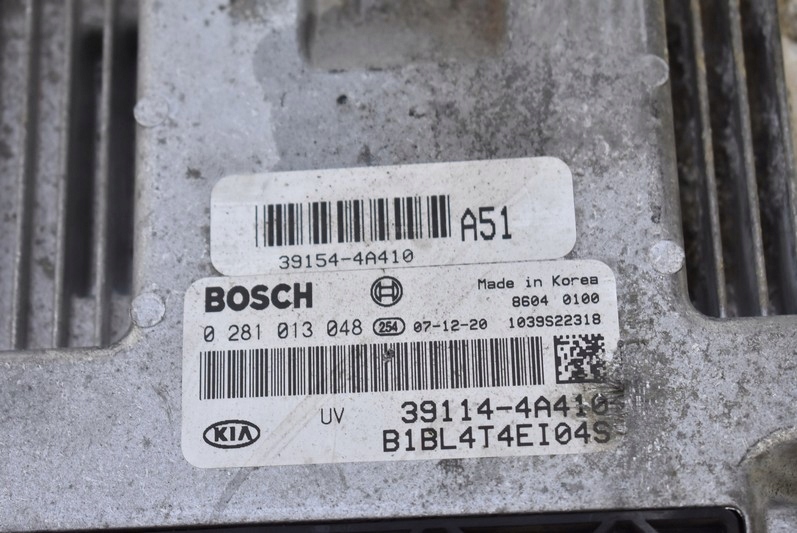 A51
39154-4A410
BOSCH
Made in Korea
8604 0100
0 281 013 048 254 07-12-20 1039S22318
UV 39114-4A410
KIA B1BL4T4EI04S